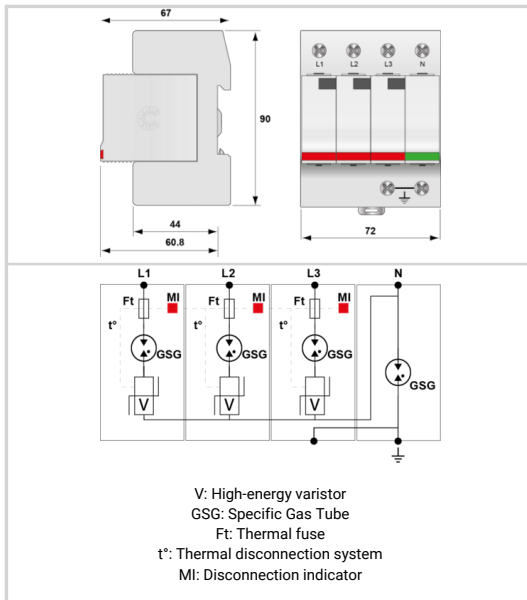 67
L1 L2 L3 N
90
44
60.8
72
L1 L2 L3 N
Ft MI Ft MI Ft MI
t° t° t°
GSG GSG GSG
GSG
V V V
V: High-energy varistor
GSG: Specific Gas Tube
Ft: Thermal fuse
t°: Thermal disconnection system
MI: Disconnection indicator